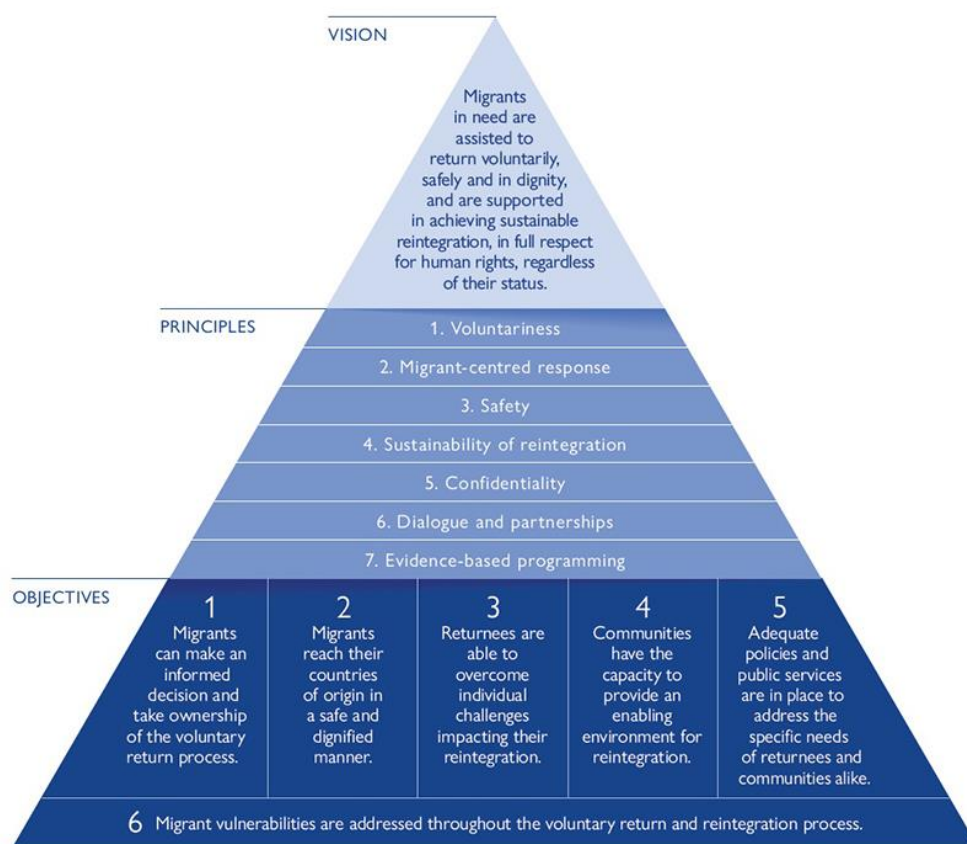 VISION
Migrants
in need are
assisted to
return voluntarily,
safely and in dignity,
and are supported
in achieving sustainable
reintegration, in full respect
for human rights, regardless
of their status.
PRINCIPLES
1. Voluntariness
2. Migrant-centred response
3. Safety
4. Sustainability of reintegration
5. Confidentiality
6. Dialogue and partnerships
7. Evidence-based programming
OBJECTIVES
1
Migrants
can make an
informed
decision and
take ownership
of the voluntary
return process.
2
Migrants
reach their
countries
of origin in
a safe and
dignified
manner.
3
Returnees are
able to
overcome
individual
challenges
impacting their
reintegration.
4
Communities
have the
capacity to
provide an
enabling
environment for
reintegration.
5
Adequate
policies and
public services
are in place to
address the
specific needs
of returnees and
communities alike.
6 Migrant vulnerabilities are addressed throughout the voluntary return and reintegration process.